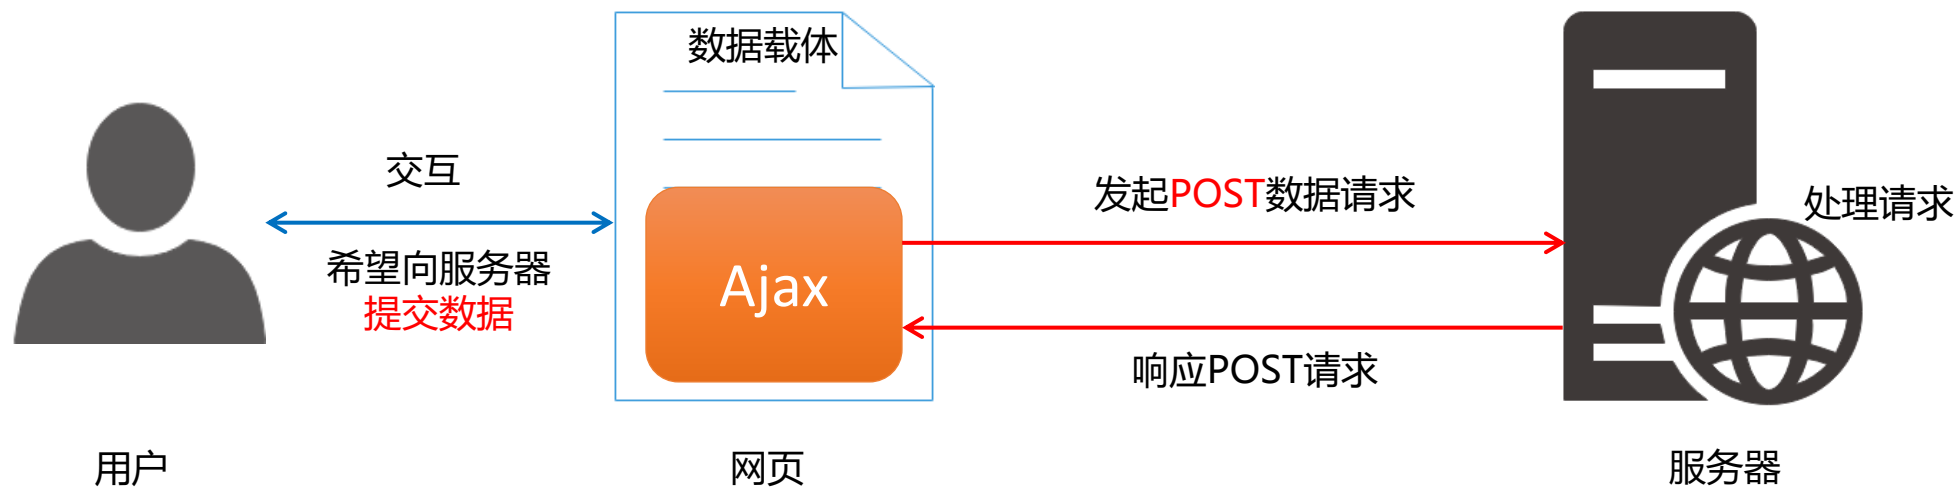 数据载体
交互
希望向服务器
提交数据
Ajax
发起POST数据请求
响应POST请求
处理请求
用户
网页
服务器